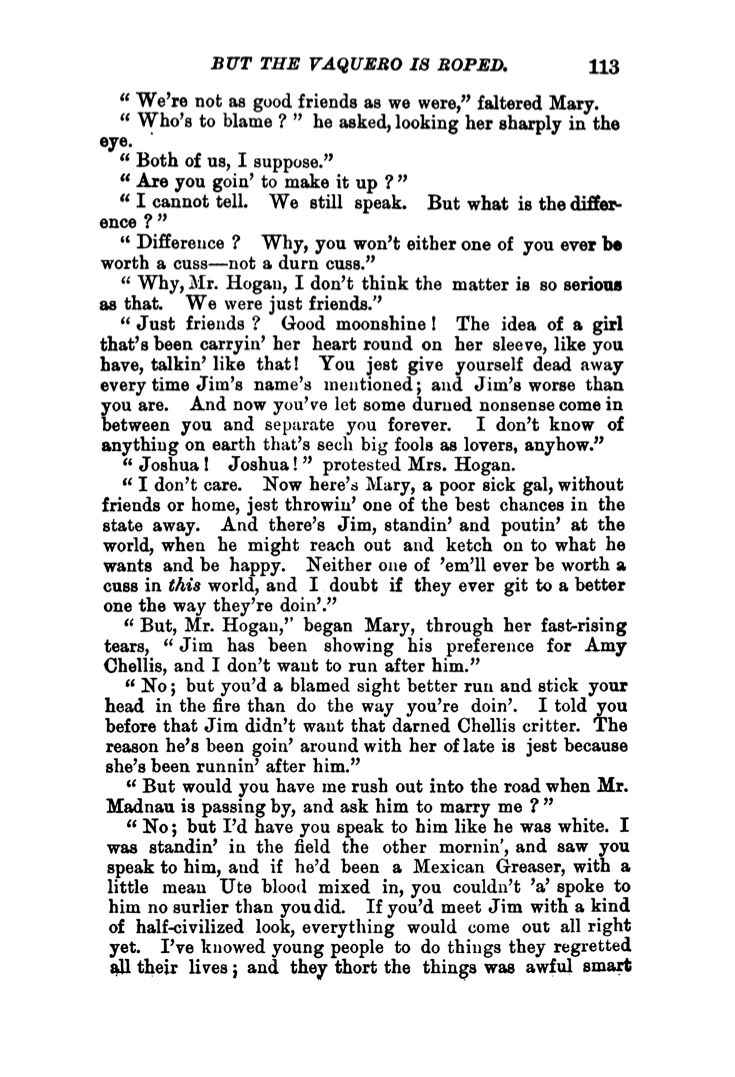 BUT THE VAQUERO IS ROPED. 113
“ We're not as good friends as we were,” faltered Mary.
“ Who's to blame ? ” he asked, looking her sharply in the
eye.
“ Both of us, I suppose.”
“ Are you goin' to make it up ? ”
“ I cannot tell. We still speak. But what is the differ-
ence ? ”
“ Difference ? Why, you won't either one of you ever be
worth a cuss—not a durn cuss.”
“ Why, Mr. Hogan, I don't think the matter is so serious
as that. We were just friends.”
“ Just friends ? Good moonshine ! The idea of a girl
that's been carryin' her heart round on her sleeve, like you
have, talkin' like that! You jest give yourself dead away
every time Jim's name's mentioned; and Jim's worse than
you are. And now you've let some durned nonsense come in
between you and separate you forever. I don't know of
anything on earth that's sech big fools as lovers, anyhow.”
“ Joshua ! Joshua ! ” protested Mrs. Hogan.
“ I don't care. Now here's Mary, a poor sick gal, without
friends or home, jest throwin' one of the best chances in the
state away. And there's Jim, standin' and poutin' at the
world, when he might reach out and ketch on to what he
wants and be happy. Neither one of 'em'll ever be worth a
cuss in this world, and I doubt if they ever git to a better
one the way they're doin'.”
“ But, Mr. Hogan,” began Mary, through her fast-rising
tears, “ Jim has been showing his preference for Amy
Chellis, and I don't want to run after him.”
“ No ; but you'd a blamed sight better run and stick your
head in the fire than do the way you're doin'. I told you
before that Jim didn't want that darned Chellis critter. The
reason he's been goin' around with her of late is jest because
she's been runnin' after him.”
“ But would you have me rush out into the road when Mr.
Madnau is passing by, and ask him to marry me ? ”
“ No ; but I'd have you speak to him like he was white. I
was standin' in the field the other mornin', and saw you
speak to him, and if he'd been a Mexican Greaser, with a
little mean Ute blood mixed in, you couldn't 'a' spoke to
him no surlier than you did. If you'd meet Jim with a kind
of half-civilized look, everything would come out all right
yet. I've knowed young people to do things they regretted
all their lives ; and they thort the things was awful smart